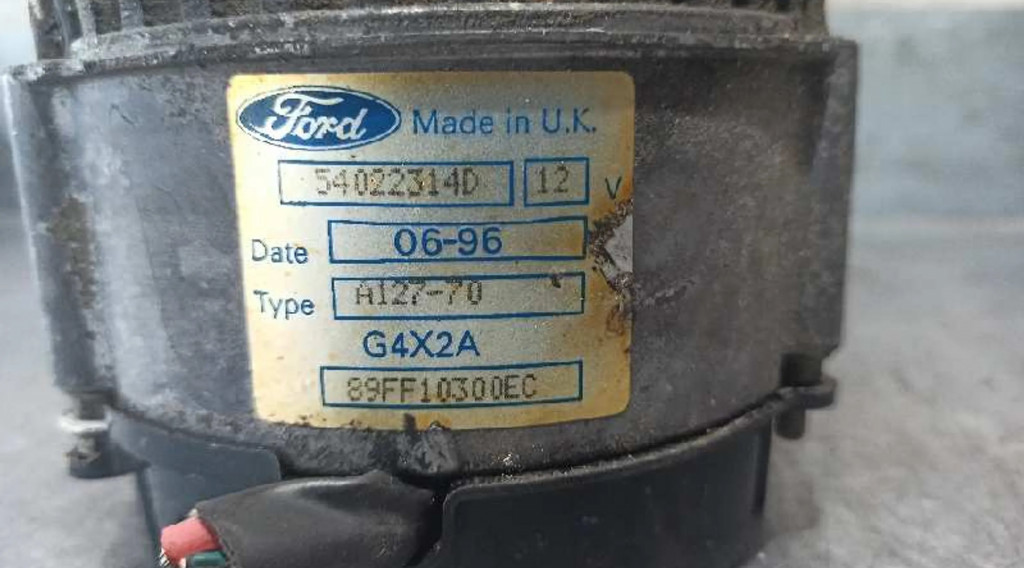 Ford Made in U.K.
54022314D 12 V
Date 06-96
Type A127-70
G4X2A
89FF10300EC